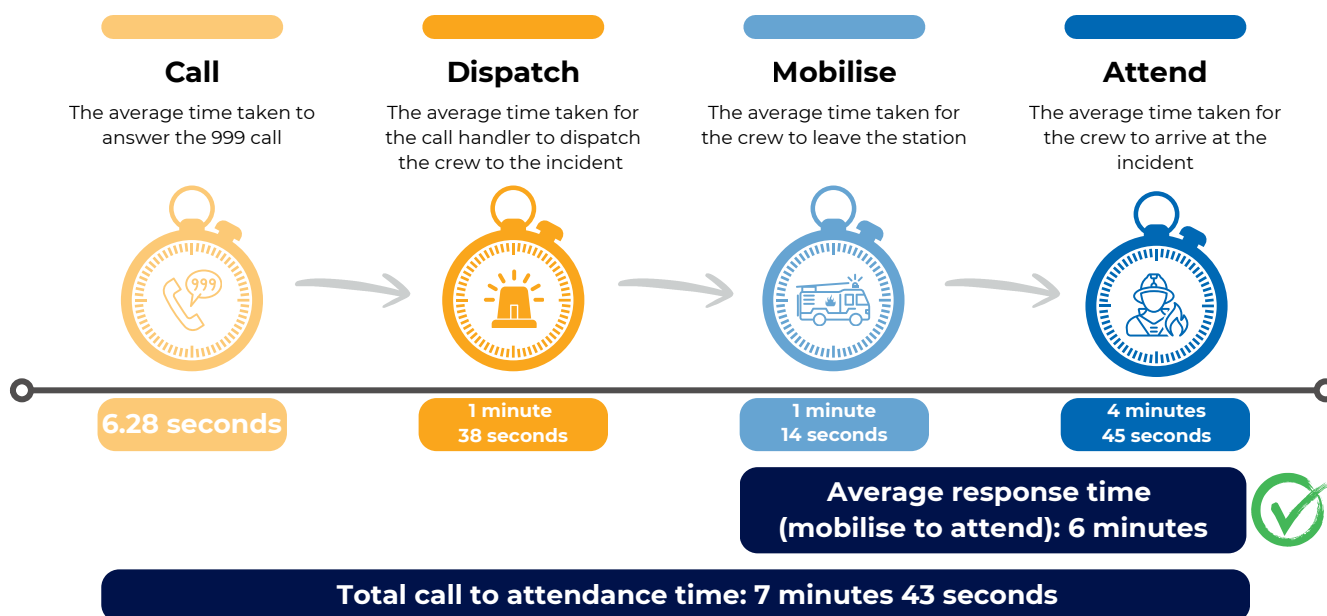 Call
The average time taken to
answer the 999 call
Dispatch
The average time taken for
the call handler to dispatch
the crew to the incident
Mobilise
The average time taken for
the crew to leave the station
Attend
The average time taken for
the crew to arrive at the
incident
999
6.28 seconds
1 minute
38 seconds
1 minute
14 seconds
4 minutes
45 seconds
Average response time
(mobilise to attend): 6 minutes
Total call to attendance time: 7 minutes 43 seconds